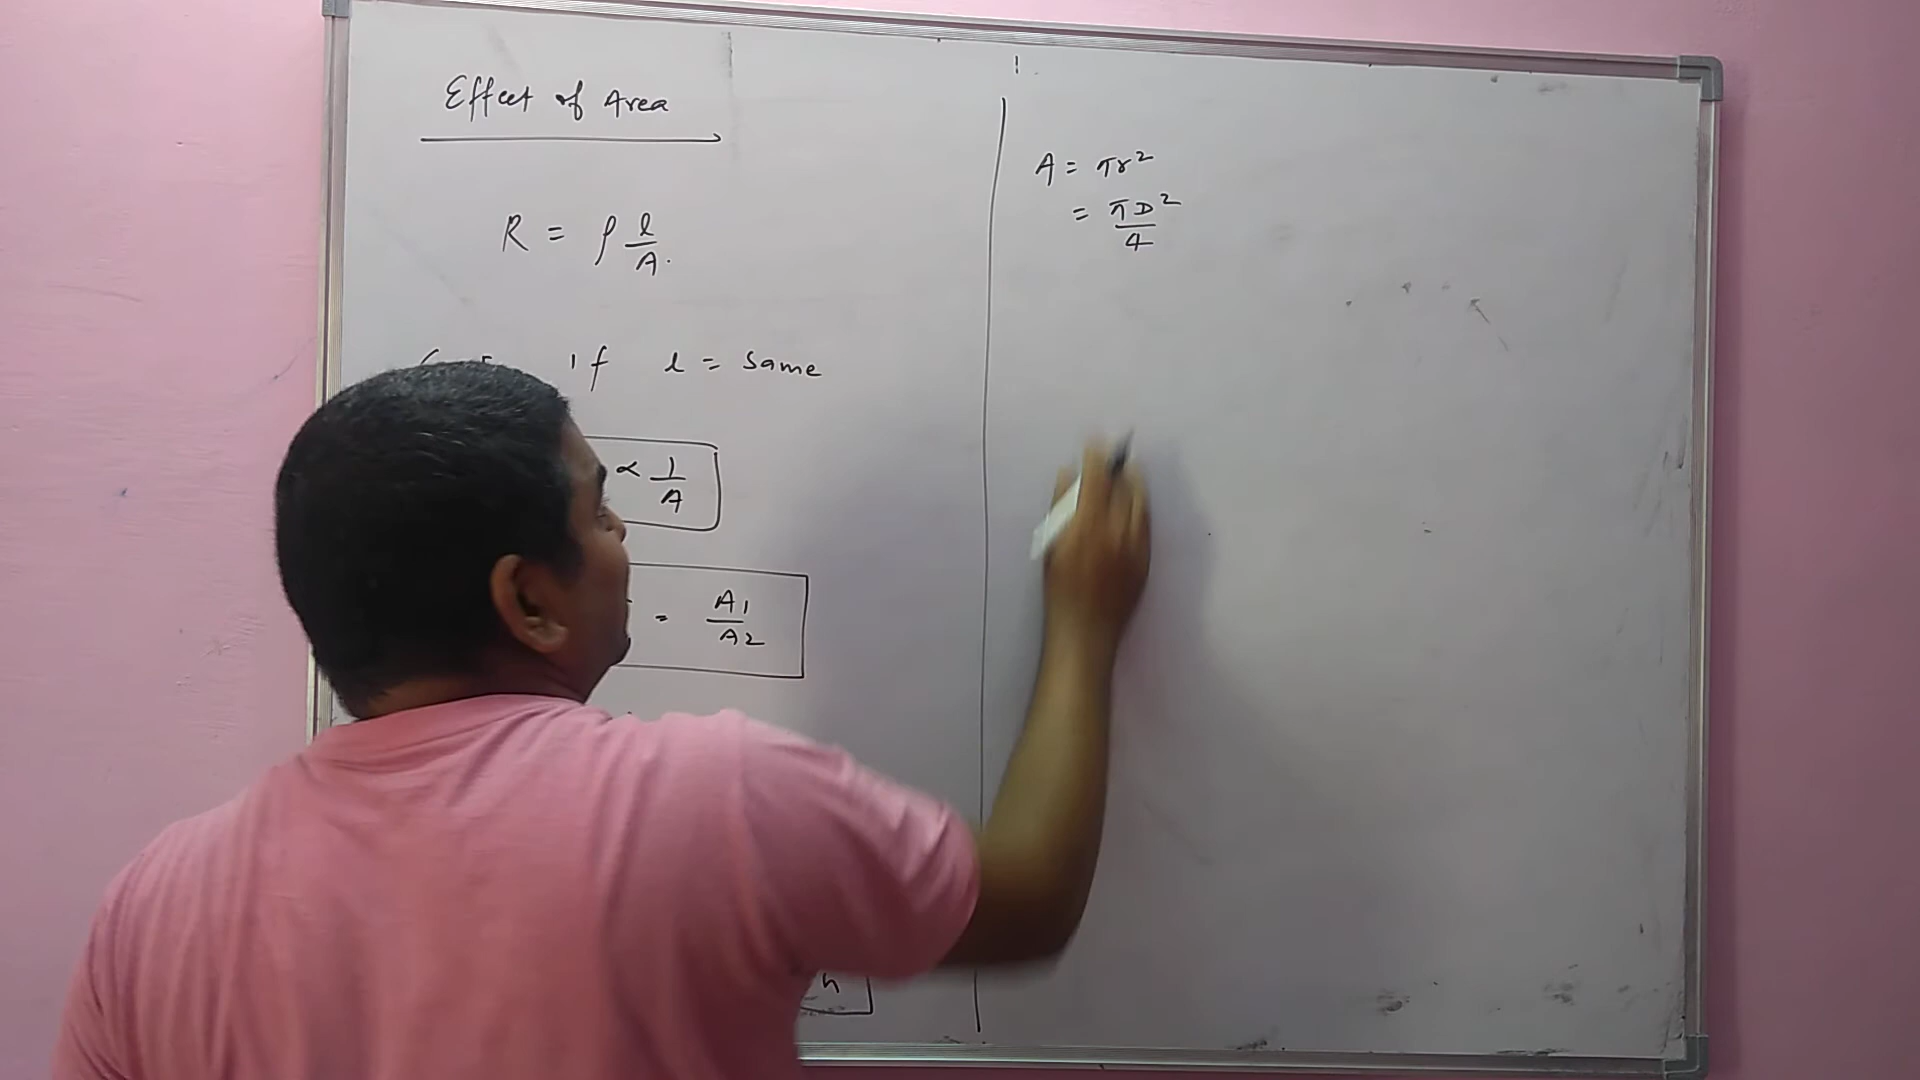 Effect of Area
R = ρ l/A.
If l = same
∝ 1/A
= A1/A2
h
A = πr²
= πD²/4